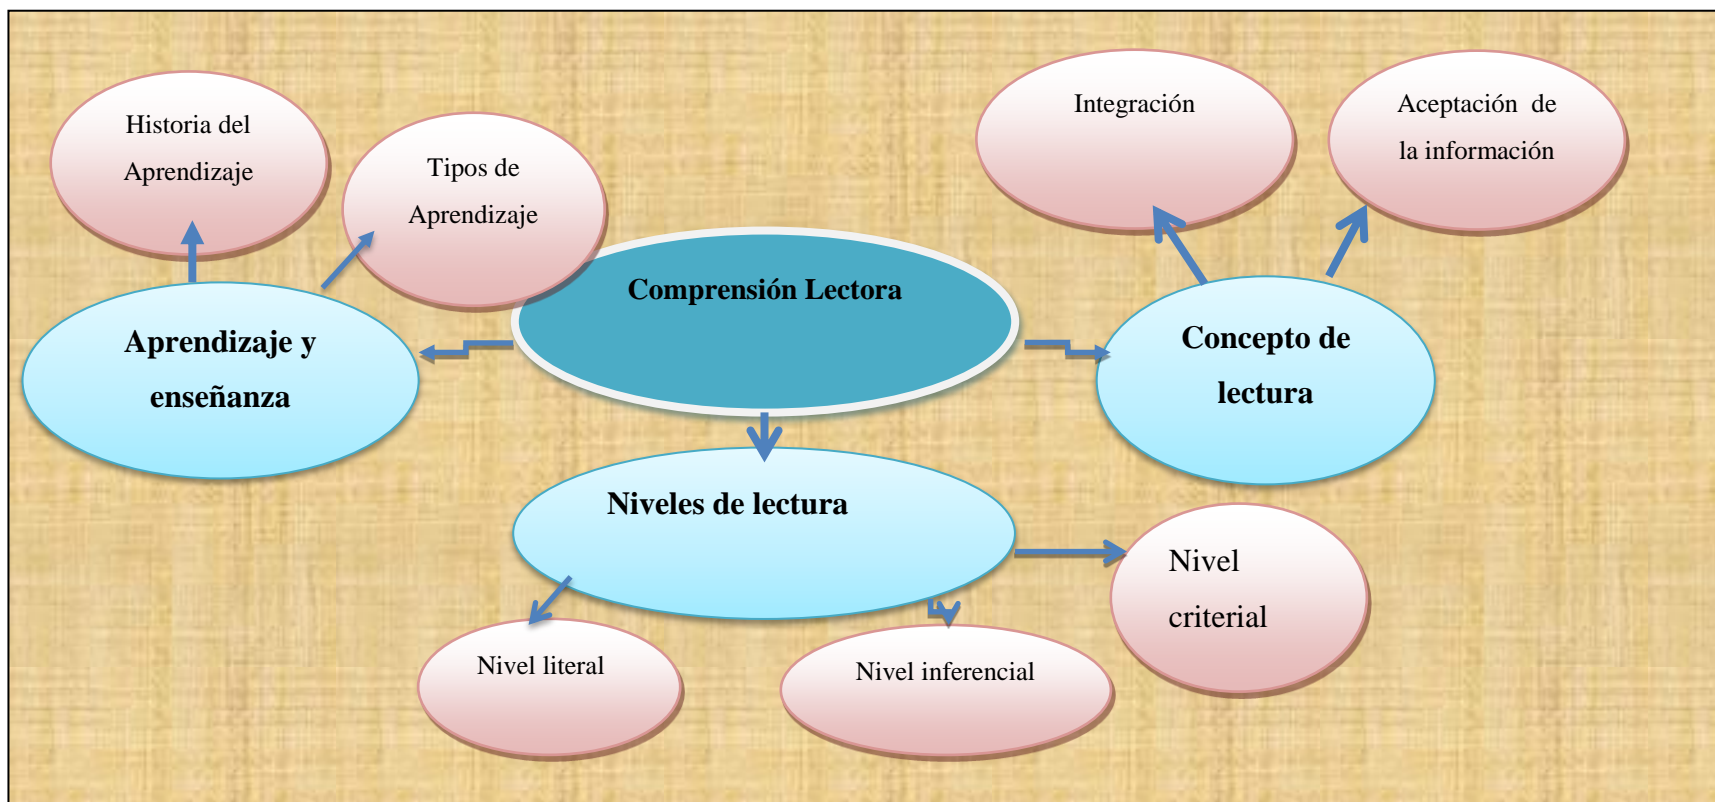 Historia del
Aprendizaje
Tipos de
Aprendizaje
Integración
Aceptación de
la información
Comprensión Lectora
Aprendizaje y
enseñanza
Concepto de
lectura
Niveles de lectura
Nivel
criterial
Nivel literal
Nivel inferencial